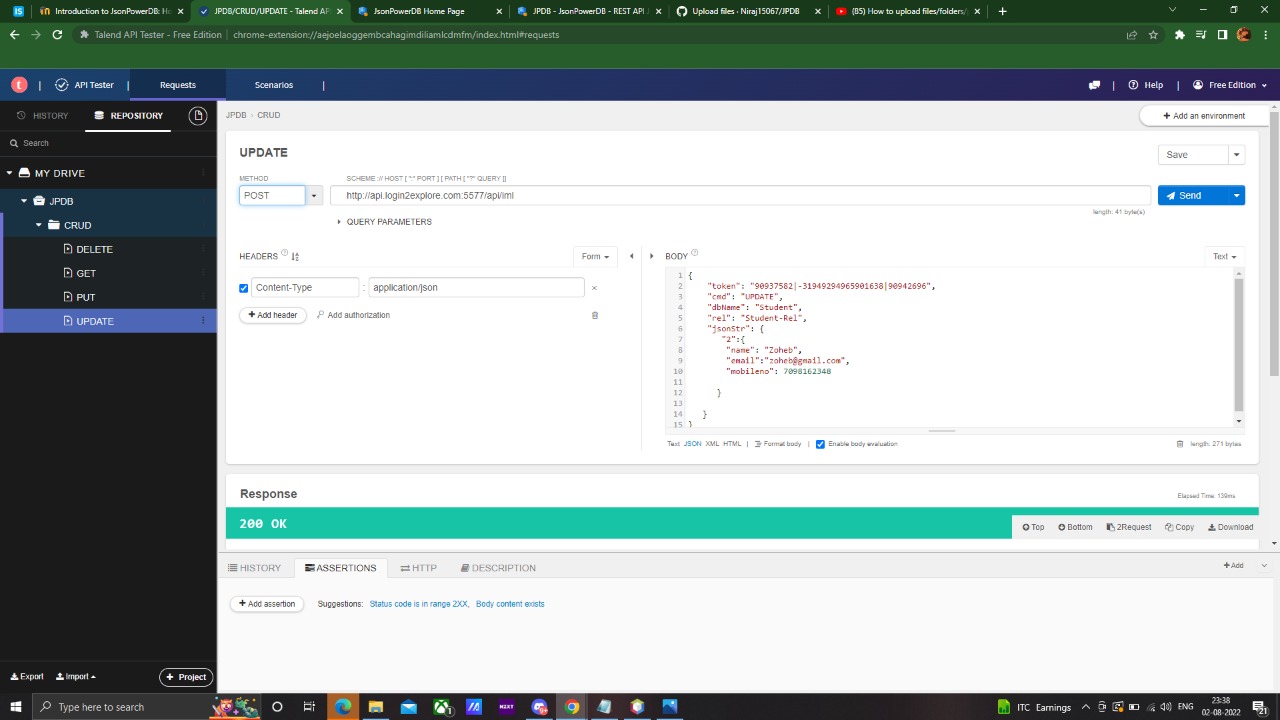 Introduction to JsonPowerDB: Ho
JPDB/CRUD/UPDATE - Talend API
JsonPowerDB Home Page
JPDB - JsonPowerDB - REST API
Upload files · Niraj15067/JPDB
(85) How to upload files/folders/
Talend API Tester - Free Edition | chrome-extension://aejoelaoggembcahagimdiliamlcdmfm/index.html#requests
API Tester | Requests Scenarios |
| Help | Free Edition
HISTORY REPOSITORY
JPDB › CRUD
Add an environment
Search
UPDATE
Save
MY DRIVE
METHOD SCHEME :// HOST [ ":" PORT ] [ PATH [ "?" QUERY ]]
POST http://api.login2explore.com:5577/api/iml Send
JPDB
length: 41 byte(s)
QUERY PARAMETERS
CRUD
DELETE
GET
PUT
UPDATE
HEADERS Form
BODY Text
Content-Type : application/json ×
Add header Add authorization
1 {
2 "token": "90937582|-31949294965901638|90942696",
3 "cmd": "UPDATE",
4 "dbName": "Student",
5 "rel": "Student-Rel",
6 "jsonStr": {
7 "2":{
8 "name": "Zoheb",
9 "email":"zoheb@gmail.com",
10 "mobileno": 7098162348
11
12 }
13
14 }
15 }
Text JSON XML HTML | Format body | Enable body evaluation length: 271 bytes
Response
Elapsed Time: 139ms
200 OK
Top Bottom 2Request Copy Download
HISTORY ASSERTIONS HTTP DESCRIPTION
Add
Add assertion Suggestions: Status code is in range 2XX, Body content exists
Export Import Project
Type here to search
ITC Earnings ENG
23:38
02-08-2022